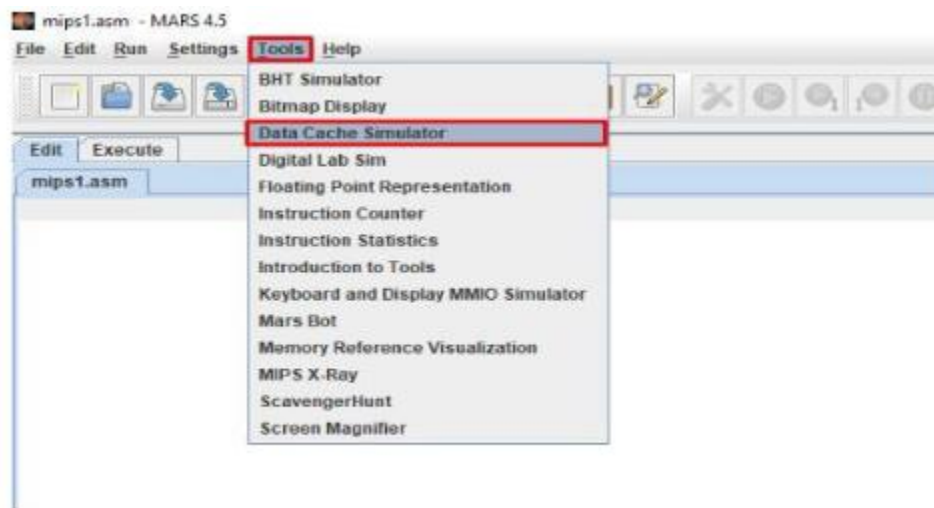 mips1.asm - MARS 4.5
File Edit Run Settings Tools Help
BHT Simulator
Bitmap Display
Data Cache Simulator
Edit Execute
Digital Lab Sim
mips1.asm
Floating Point Representation
Instruction Counter
Instruction Statistics
Introduction to Tools
Keyboard and Display MMIO Simulator
Mars Bot
Memory Reference Visualization
MIPS X-Ray
ScavengerHunt
Screen Magnifier